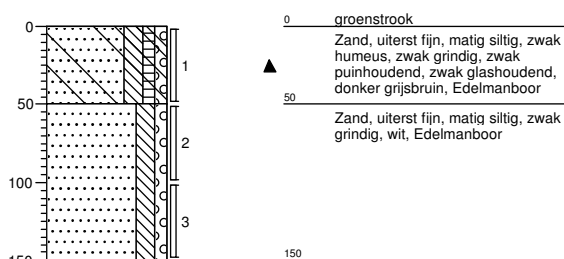 0
50
100
150
1
2
3
0 groenstrook
Zand, uiterst fijn, matig siltig, zwak
humeus, zwak grindig, zwak
puinhoudend, zwak glashoudend,
donker grijsbruin, Edelmanboor
50
Zand, uiterst fijn, matig siltig, zwak
grindig, wit, Edelmanboor
150